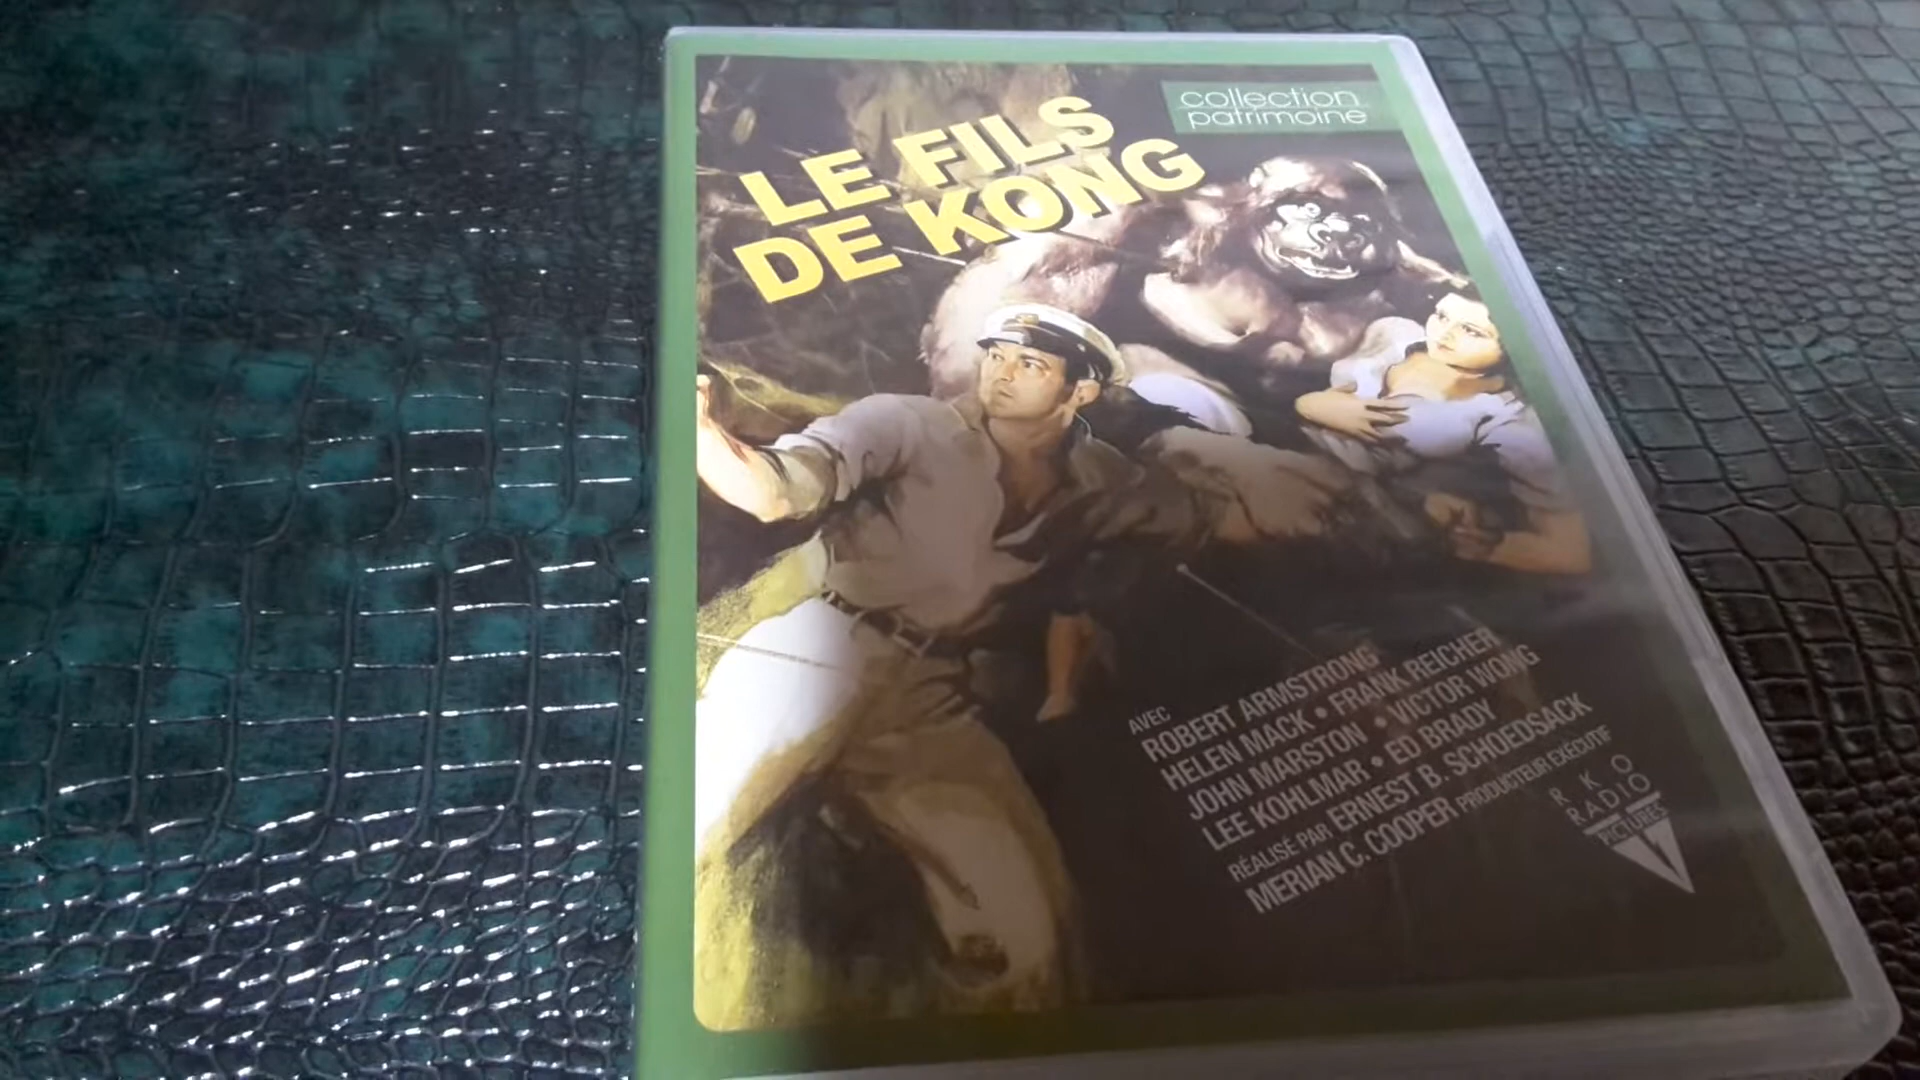 collection
patrimoine
LE FILS
DE KONG
AVEC
ROBERT ARMSTRONG
HELEN MACK • FRANK REICHER
JOHN MARSTON • VICTOR WONG
LEE KOHLMAR • ED BRADY
RÉALISÉ PAR ERNEST B. SCHOEDSACK
MERIAN C. COOPER PRODUCTEUR EXÉCUTIF
R K O
RADIO
PICTURES